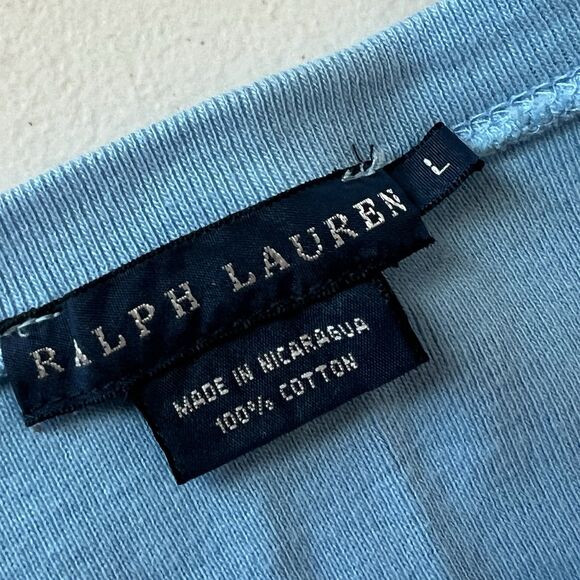 RALPH LAUREN
L
MADE IN NICARAGUA
100% COTTON